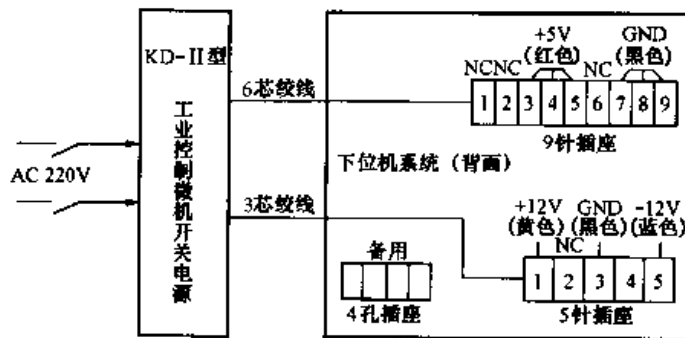 KD-II型
工业控制微机开关电源
AC 220V
6芯绞线
3芯绞线
+5V
(红色)
GND
(黑色)
NC NC
NC
1 2 3 4 5 6 7 8 9
9针插座
下位机系统（背面）
+12V GND -12V
(黄色) (黑色) (蓝色)
NC
1 2 3 4 5
5针插座
备用
4孔插座